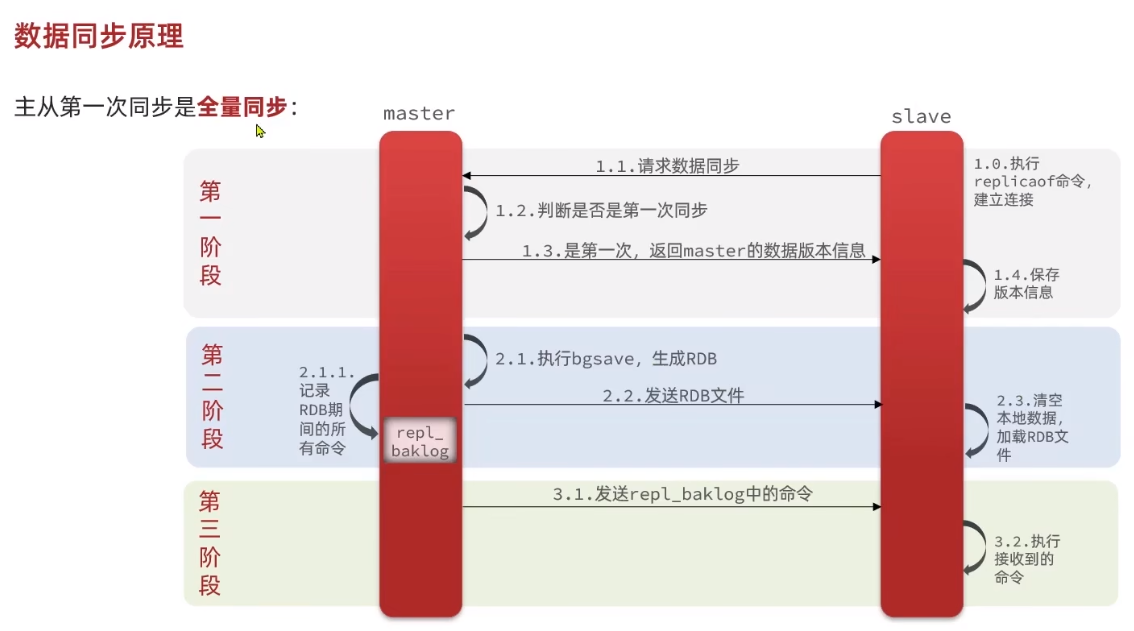 数据同步原理
主从第一次同步是全量同步：
master
slave
第
一
阶
段
1.0.执行
replicaof命令，
建立连接
1.1.请求数据同步
1.2.判断是否是第一次同步
1.3.是第一次，返回master的数据版本信息
1.4.保存
版本信息
第
二
阶
段
2.1.执行bgsave，生成RDB
2.1.1.
记录
RDB期
间的所
有命令
repl_
baklog
2.2.发送RDB文件
2.3.清空
本地数据，
加载RDB文
件
第
三
阶
段
3.1.发送repl_baklog中的命令
3.2.执行
接收到的
命令